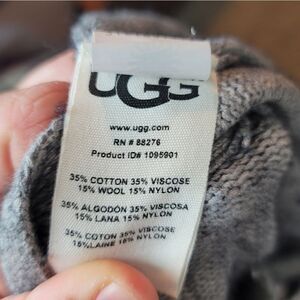 UGG
www.ugg.com
RN # 88276
Product ID# 1095901
35% COTTON 35% VISCOSE
15% WOOL 15% NYLON
35% ALGODÓN 35% VISCOSA
15% LANA 15% NYLON
35% COTON 35% VISCOSE
15%LAINE 15% NYLON